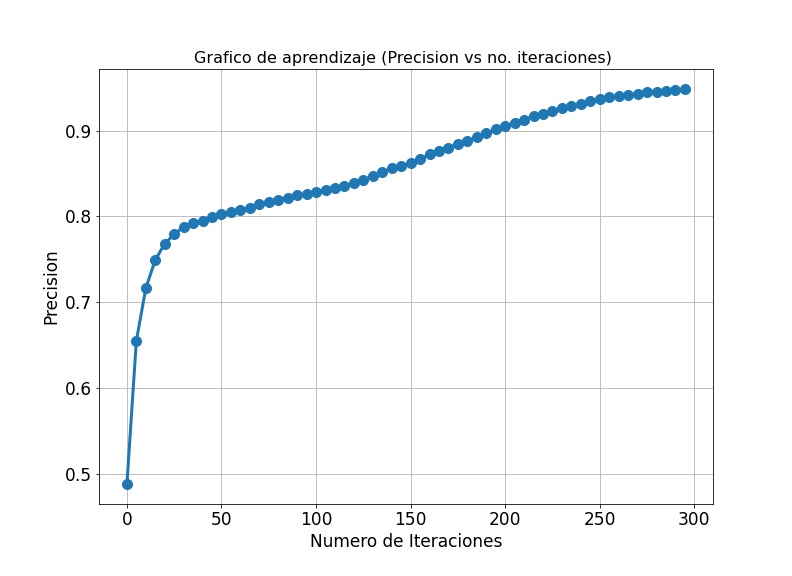 Grafico de aprendizaje (Precision vs no. iteraciones)
Precision
0.9
0.8
0.7
0.6
0.5
0 50 100 150 200 250 300
Numero de Iteraciones